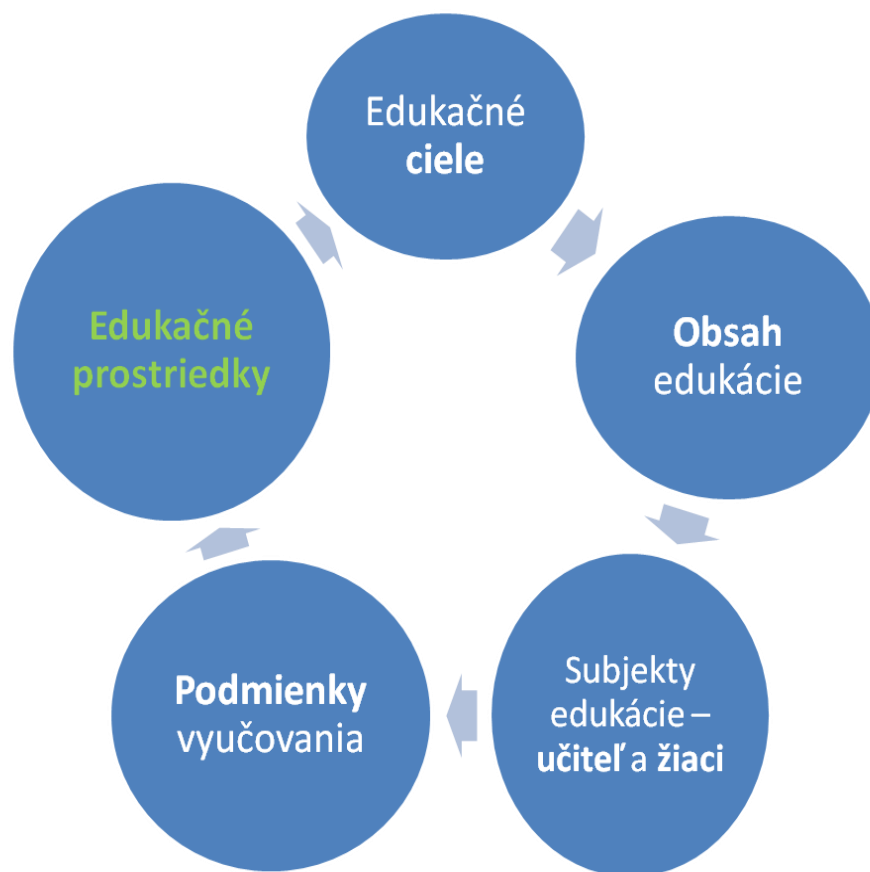 Edukačné
ciele
Obsah
edukácie
Subjekty
edukácie –
učiteľ a žiaci
Podmienky
vyučovania
Edukačné
prostriedky